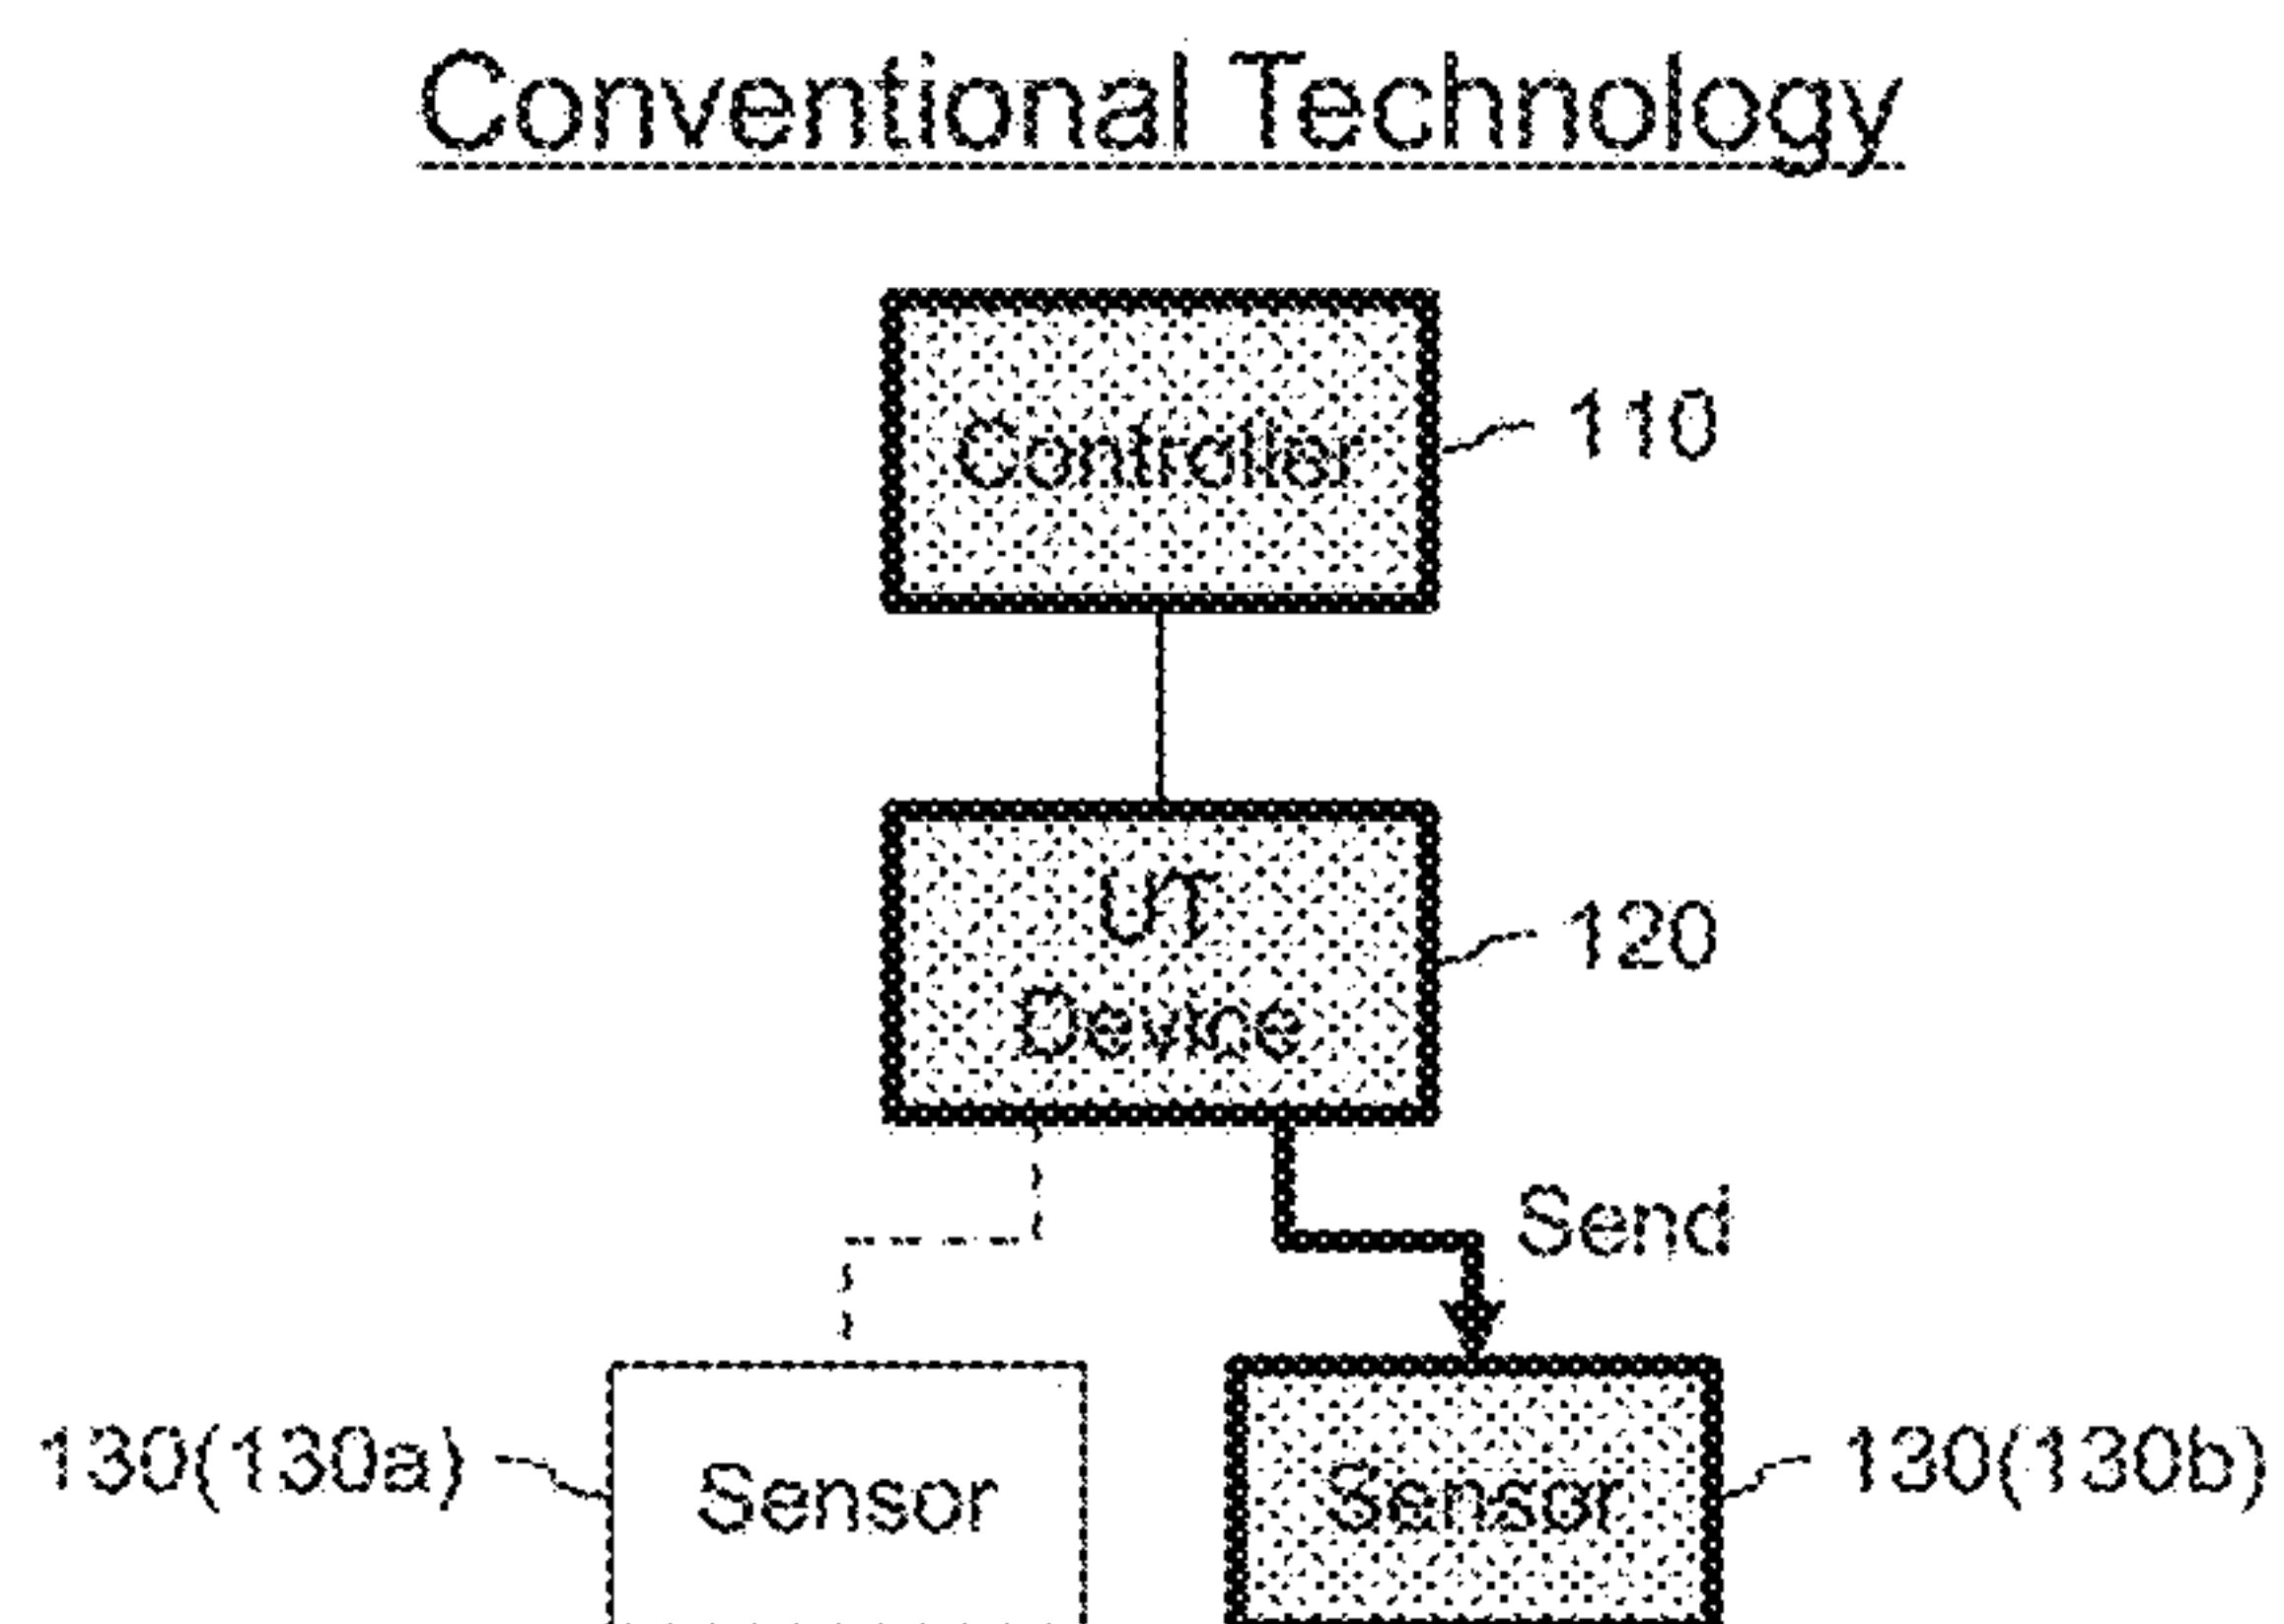 Conventional Technology
Controller
110
UT
Device
120
Send
130(130a)
Sensor
Sensor
130(130b)